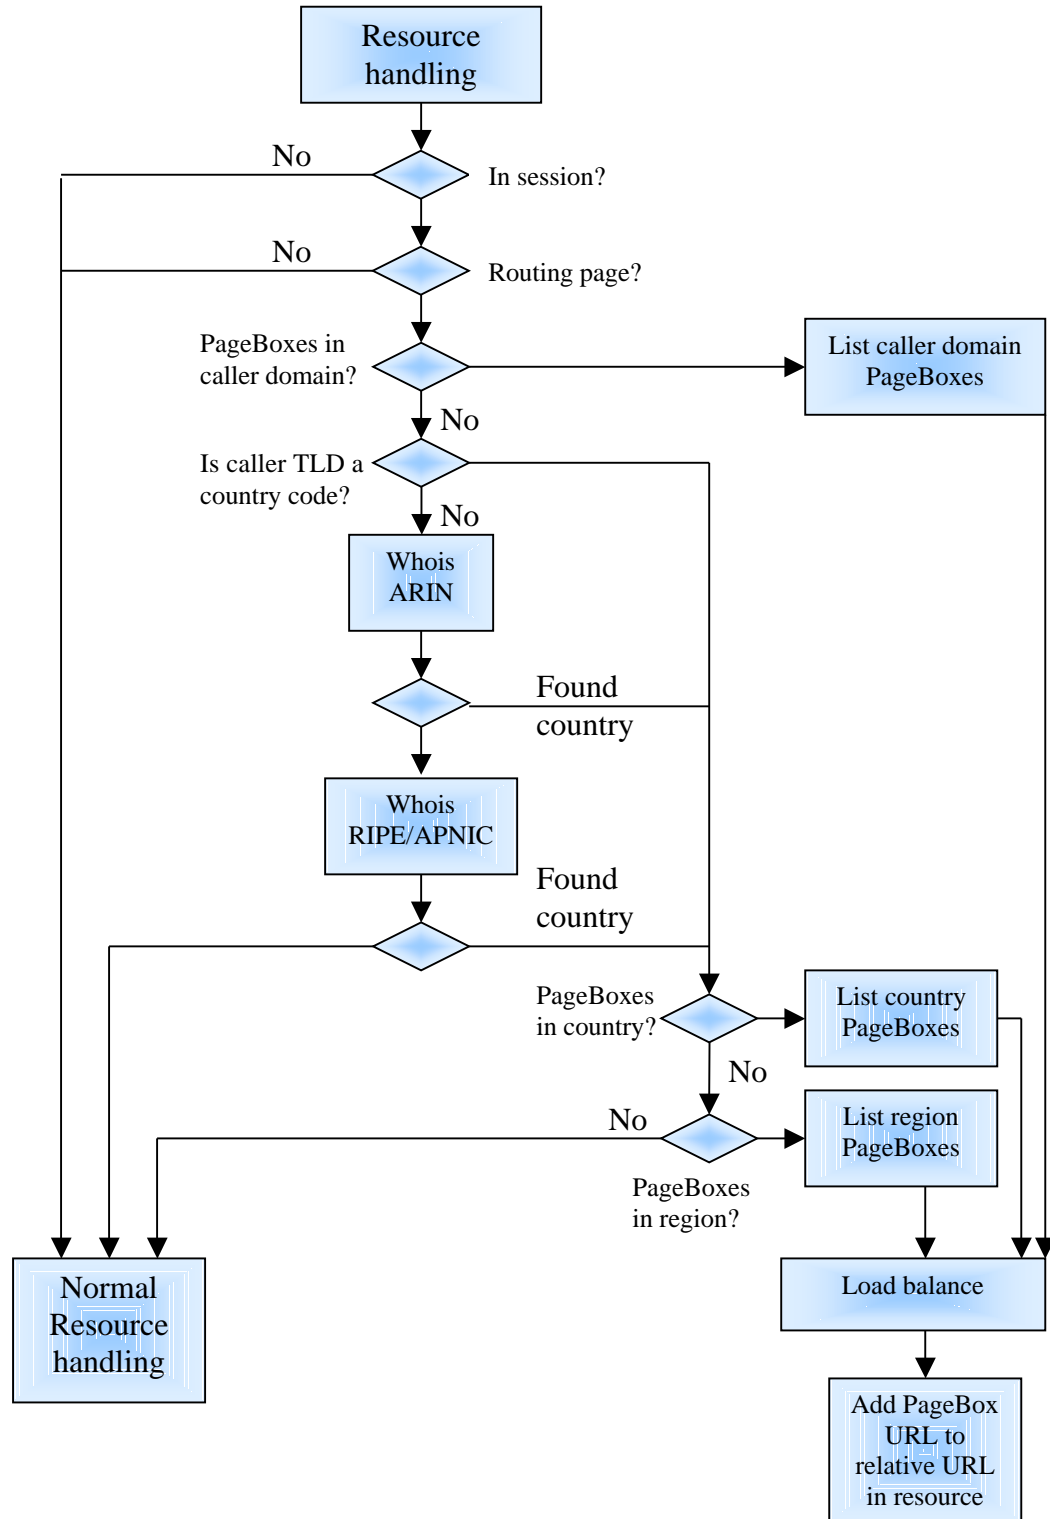 Resource
handling
No
In session?
No
Routing page?
PageBoxes in
caller domain?
List caller domain
PageBoxes
No
Is caller TLD a
country code?
No
Whois
ARIN
Found
country
Whois
RIPE/APNIC
Found
country
PageBoxes
in country?
List country
PageBoxes
No
No
List region
PageBoxes
PageBoxes
in region?
Normal
Resource
handling
Load balance
Add PageBox
URL to
relative URL
in resource